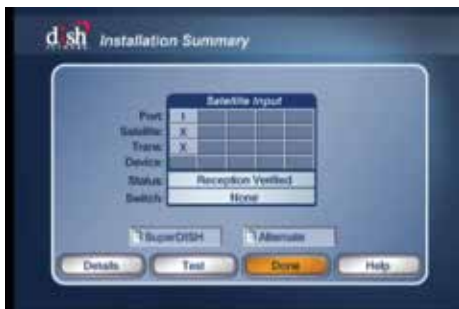 dish Installation Summary
NETWORK
Satellite Input
Port: 1
Satellite: X
Trans: X
Device:
Status: Reception Verified
Switch: None
SuperDISH Alternate
Details Test Done Help